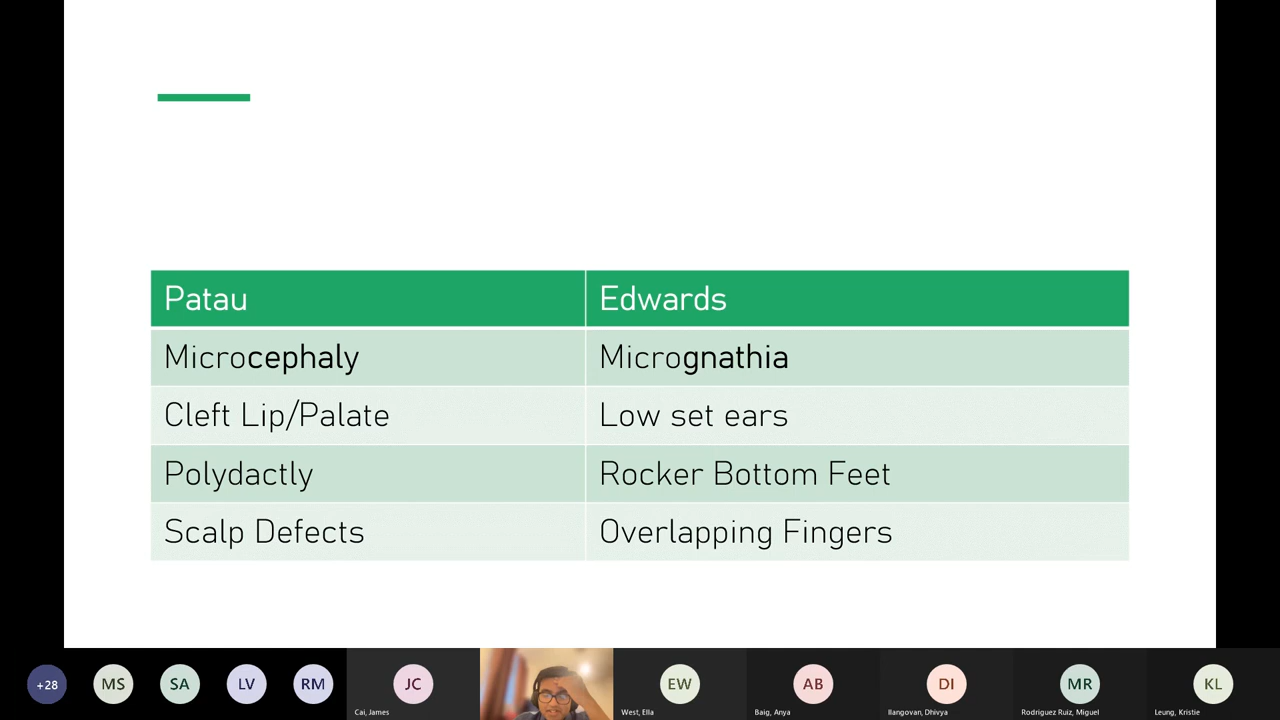 Patau Edwards
Microcephaly Micrognathia
Cleft Lip/Palate Low set ears
Polydactly Rocker Bottom Feet
Scalp Defects Overlapping Fingers
+28 MS SA LV RM JC EW AB DI MR KL
Cai, James West, Ella Baig, Anya Ilangovan, Dhivya Rodriguez Ruiz, Miguel Leung, Kristie